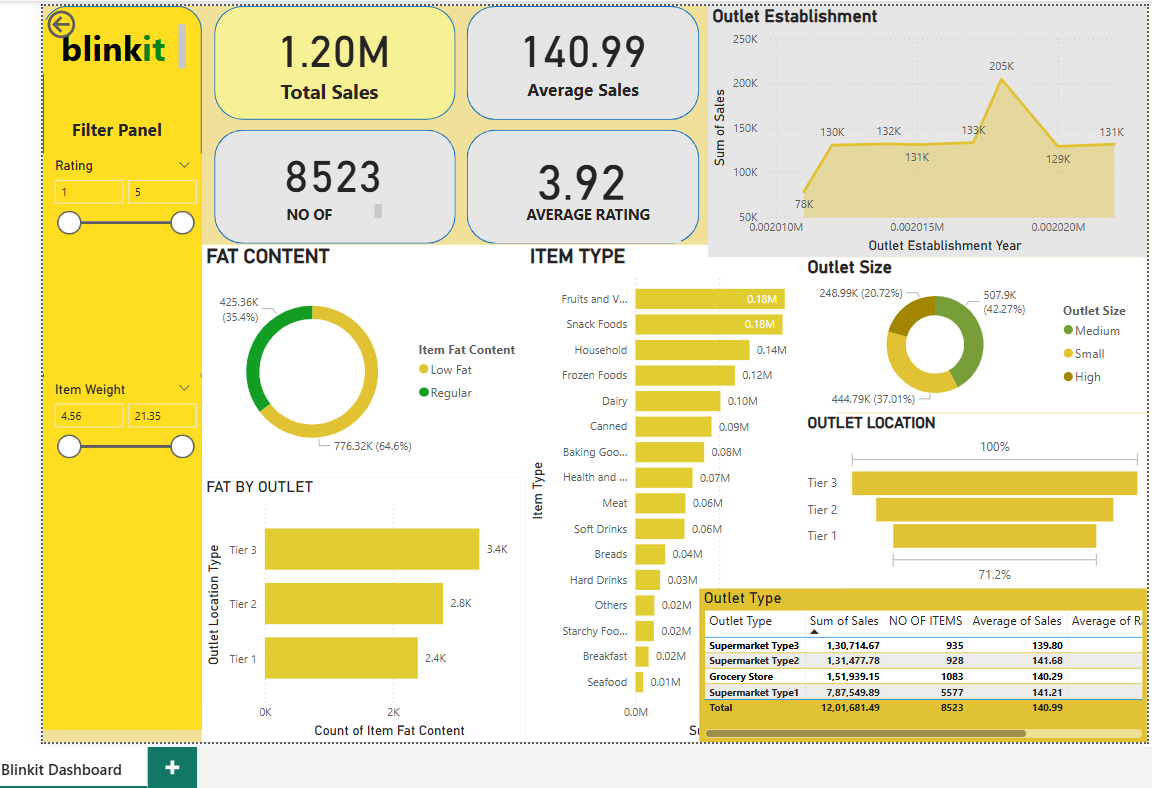 blinkit
Filter Panel
Rating
1
5
Item Weight
4.56
21.35
1.20M
Total Sales
140.99
Average Sales
8523
NO OF
3.92
AVERAGE RATING
Outlet Establishment
Sum of Sales
250K
200K
150K
100K
50K
78K
130K
132K
131K
133K
205K
129K
131K
0.002010M
0.002015M
0.002020M
Outlet Establishment Year
FAT CONTENT
425.36K
(35.4%)
776.32K (64.6%)
Item Fat Content
Low Fat
Regular
FAT BY OUTLET
Outlet Location Type
Tier 3
3.4K
Tier 2
2.8K
Tier 1
2.4K
0K
2K
Count of Item Fat Content
ITEM TYPE
Item Type
Fruits and V...
0.18M
Snack Foods
0.18M
Household
0.14M
Frozen Foods
0.12M
Dairy
0.10M
Canned
0.09M
Baking Goo...
0.08M
Health and ...
0.07M
Meat
0.06M
Soft Drinks
0.06M
Breads
0.04M
Hard Drinks
0.03M
Others
0.02M
Starchy Foo...
0.02M
Breakfast
0.02M
Seafood
0.01M
0.0M
Outlet Size
248.99K (20.72%)
507.9K
(42.27%)
444.79K (37.01%)
Outlet Size
Medium
Small
High
OUTLET LOCATION
100%
Tier 3
Tier 2
Tier 1
71.2%
Outlet Type
Outlet Type Sum of Sales NO OF ITEMS Average of Sales Average of R
Supermarket Type3 1,30,714.67 935 139.80
Supermarket Type2 1,31,477.78 928 141.68
Grocery Store 1,51,939.15 1083 140.29
Supermarket Type1 7,87,549.89 5577 141.21
Total 12,01,681.49 8523 140.99
Blinkit Dashboard